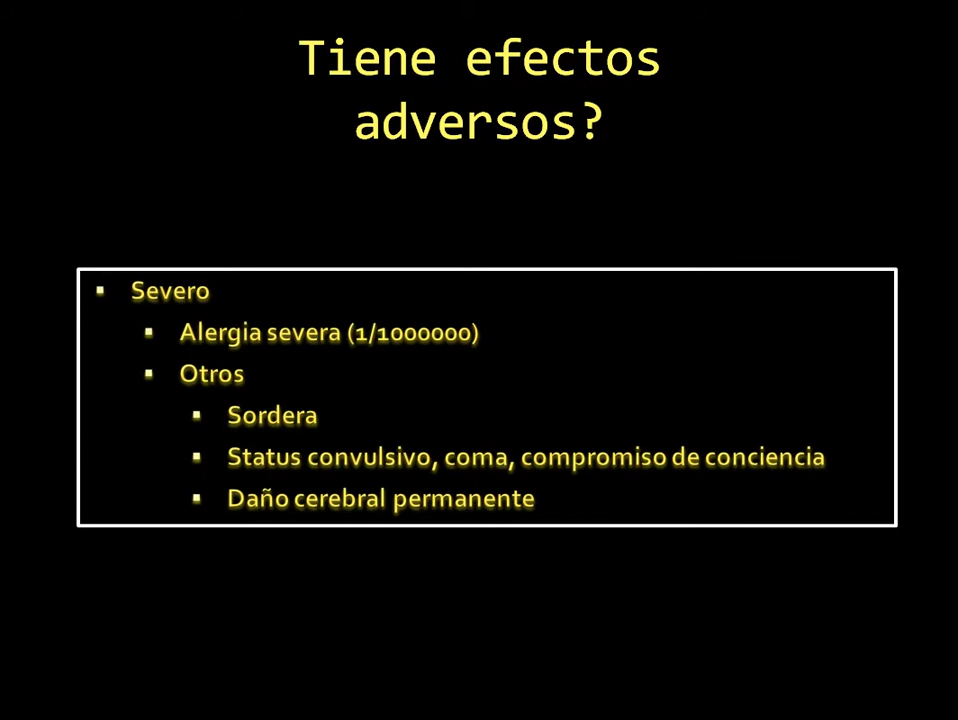 Tiene efectos
adversos?
▪ Severo
▪ Alergia severa (1/1000000)
▪ Otros
▪ Sordera
▪ Status convulsivo, coma, compromiso de conciencia
▪ Daño cerebral permanente